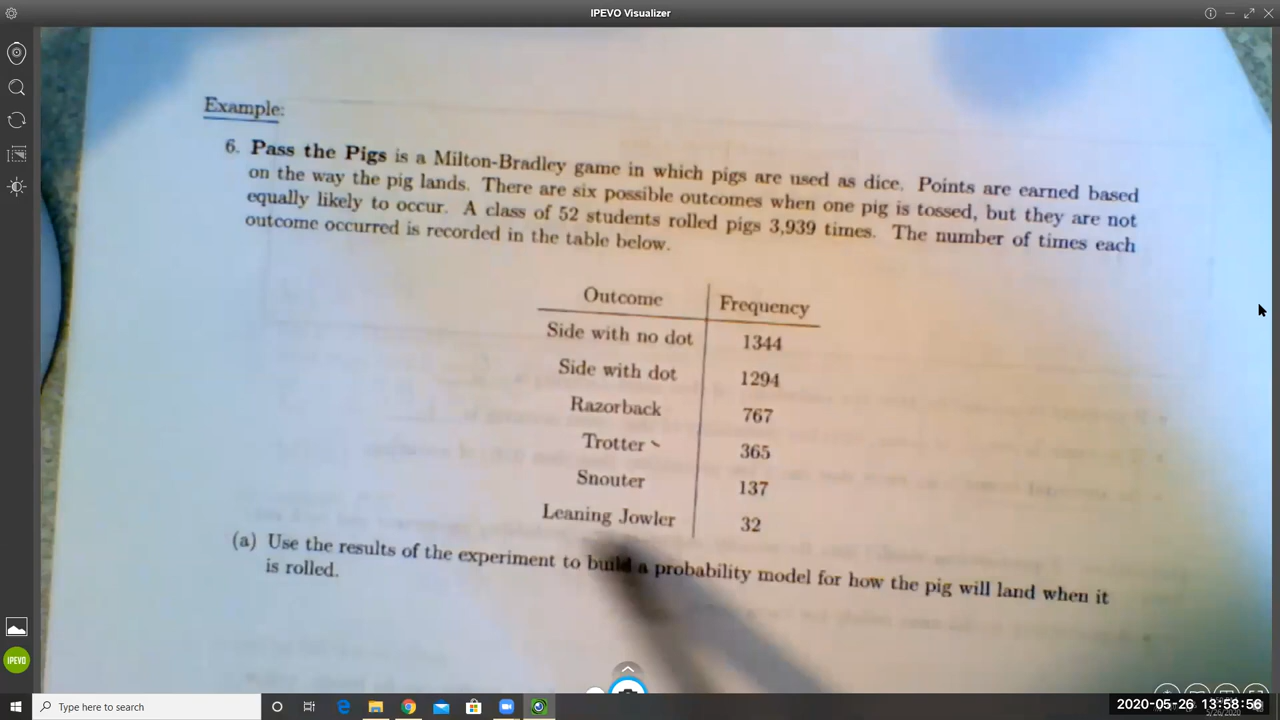 IPEVO Visualizer
Example:
6. Pass the Pigs is a Milton-Bradley game in which pigs are used as dice. Points are earned based
on the way the pig lands. There are six possible outcomes when one pig is tossed, but they are not
equally likely to occur. A class of 52 students rolled pigs 3,939 times. The number of times each
outcome occurred is recorded in the table below.
Outcome Frequency
Side with no dot 1344
Side with dot 1294
Razorback 767
Trotter 365
Snouter 137
Leaning Jowler 32
(a) Use the results of the experiment to build a probability model for how the pig will land when it
is rolled.
IPEVO
Type here to search
2020-05-26 13:58:56